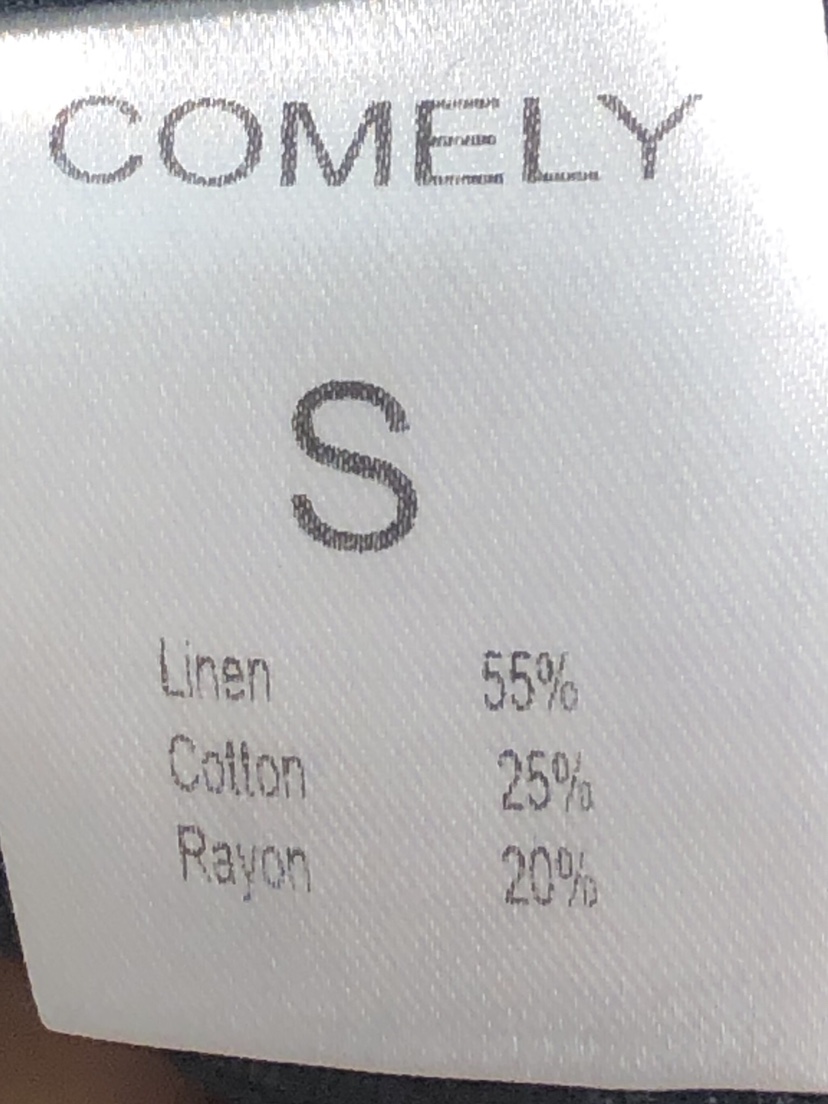 COMELY
S
Linen 55%
Cotton 25%
Rayon 20%